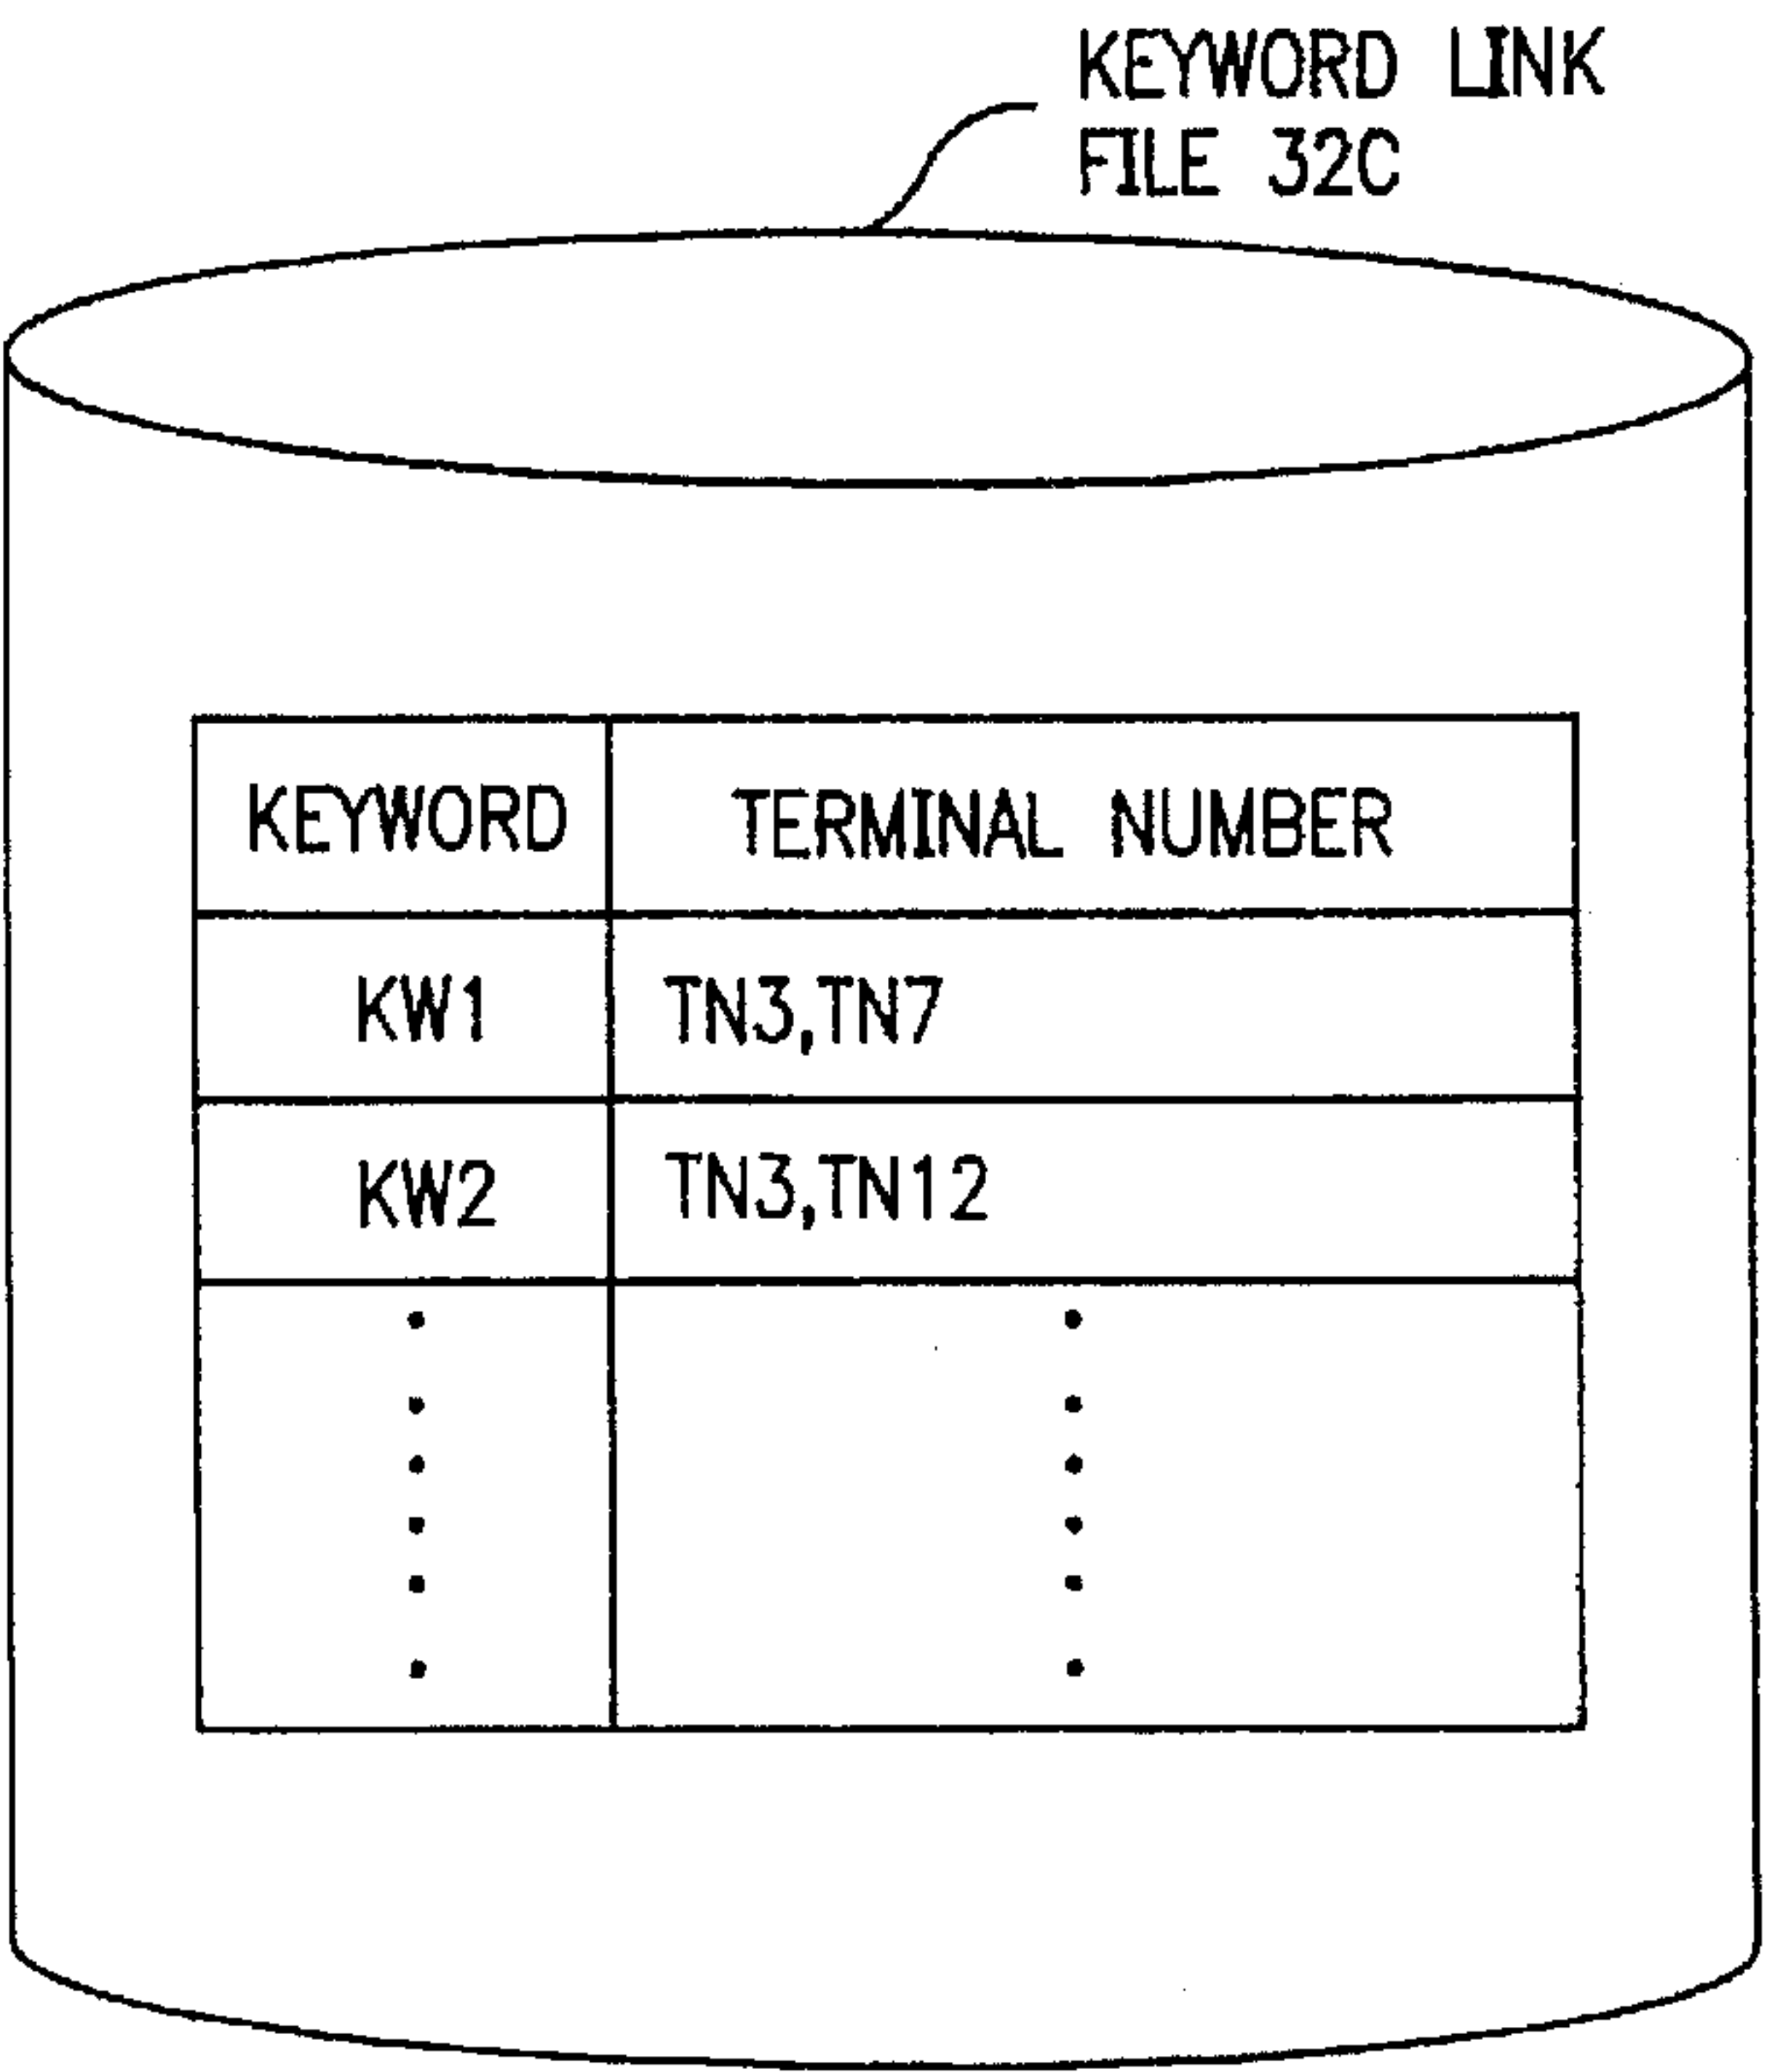 KEYWORD LINK
FILE 32C
KEYWORD TERMINAL NUMBER
KW1 TN3,TN7
KW2 TN3,TN12